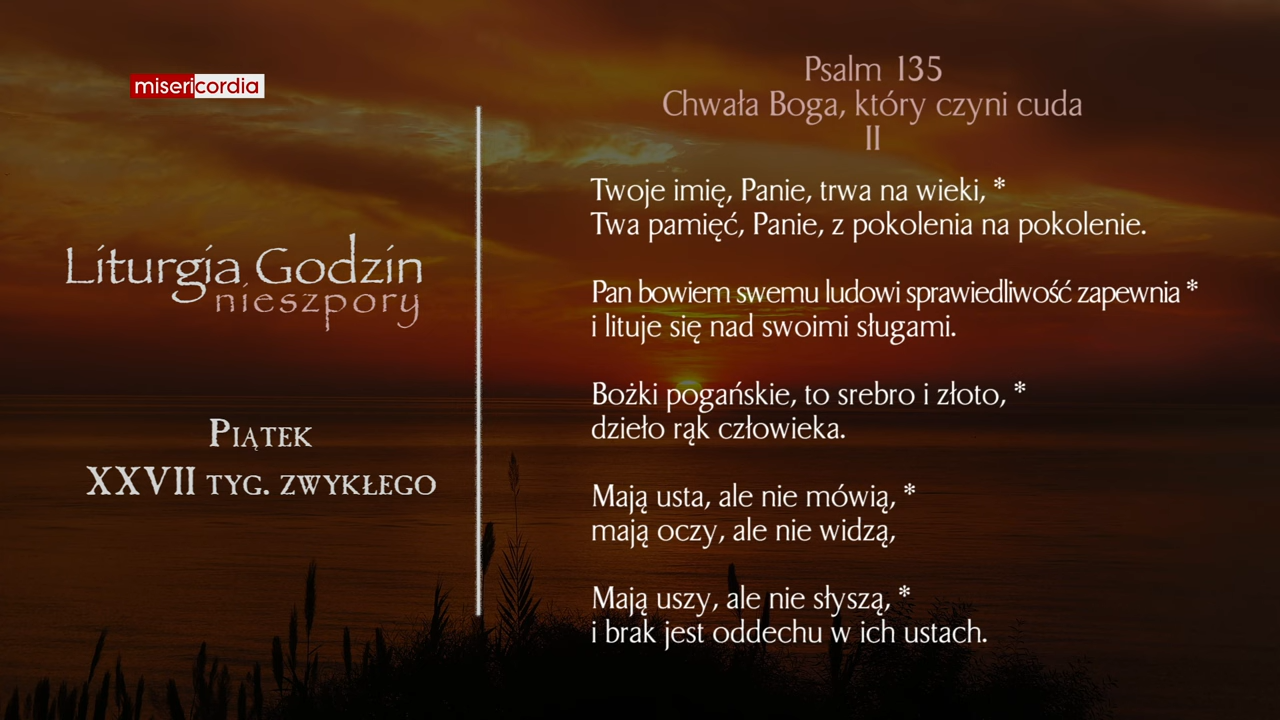 misericordia
Liturgia Godzin
nieszpory
Piątek
XXVII tyg. zwykłego
Psalm 135
Chwała Boga, który czyni cuda
II
Twoje imię, Panie, trwa na wieki, *
Twa pamięć, Panie, z pokolenia na pokolenie.
Pan bowiem swemu ludowi sprawiedliwość zapewnia *
i lituje się nad swoimi sługami.
Bożki pogańskie, to srebro i złoto, *
dzieło rąk człowieka.
Mają usta, ale nie mówią, *
mają oczy, ale nie widzą,
Mają uszy, ale nie słyszą, *
i brak jest oddechu w ich ustach.